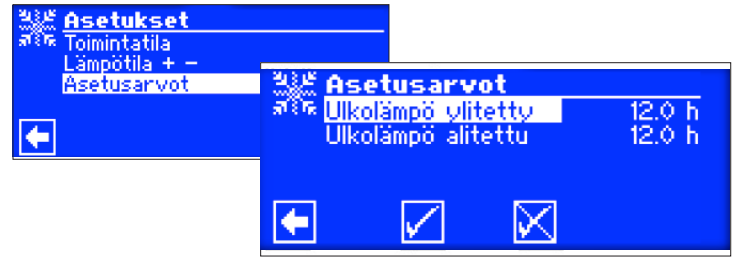 Asetukset
Toimintatila
Lämpötila + -
Asetusarvot
Asetusarvot
Ulkolämpö ylitetty 12.0 h
Ulkolämpö alitettu 12.0 h